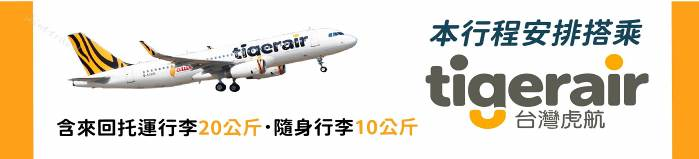 本行程安排搭乘
tigerair
台灣虎航
tigerair
含來回托運行李20公斤·隨身行李10公斤